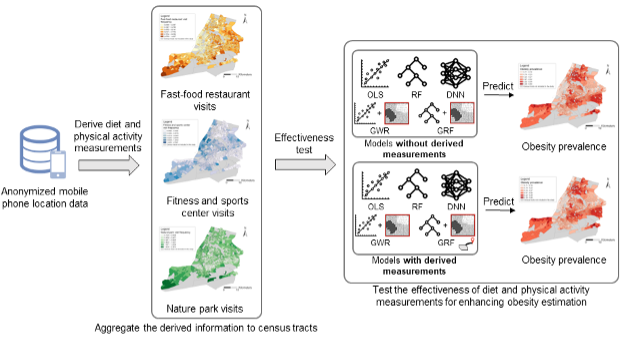 Anonymized mobile
phone location data
Derive diet and
physical activity
measurements
Fast-food restaurant
visits
Fitness and sports
center visits
Nature park visits
Aggregate the derived information to census tracts
Effectiveness
test
OLS
RF
DNN
+
+
GWR
GRF
Models without derived
measurements
Predict
Obesity prevalence
OLS
RF
DNN
+
+
GWR
GRF
Models with derived
measurements
Predict
Obesity prevalence
Test the effectiveness of diet and physical activity
measurements for enhancing obesity estimation